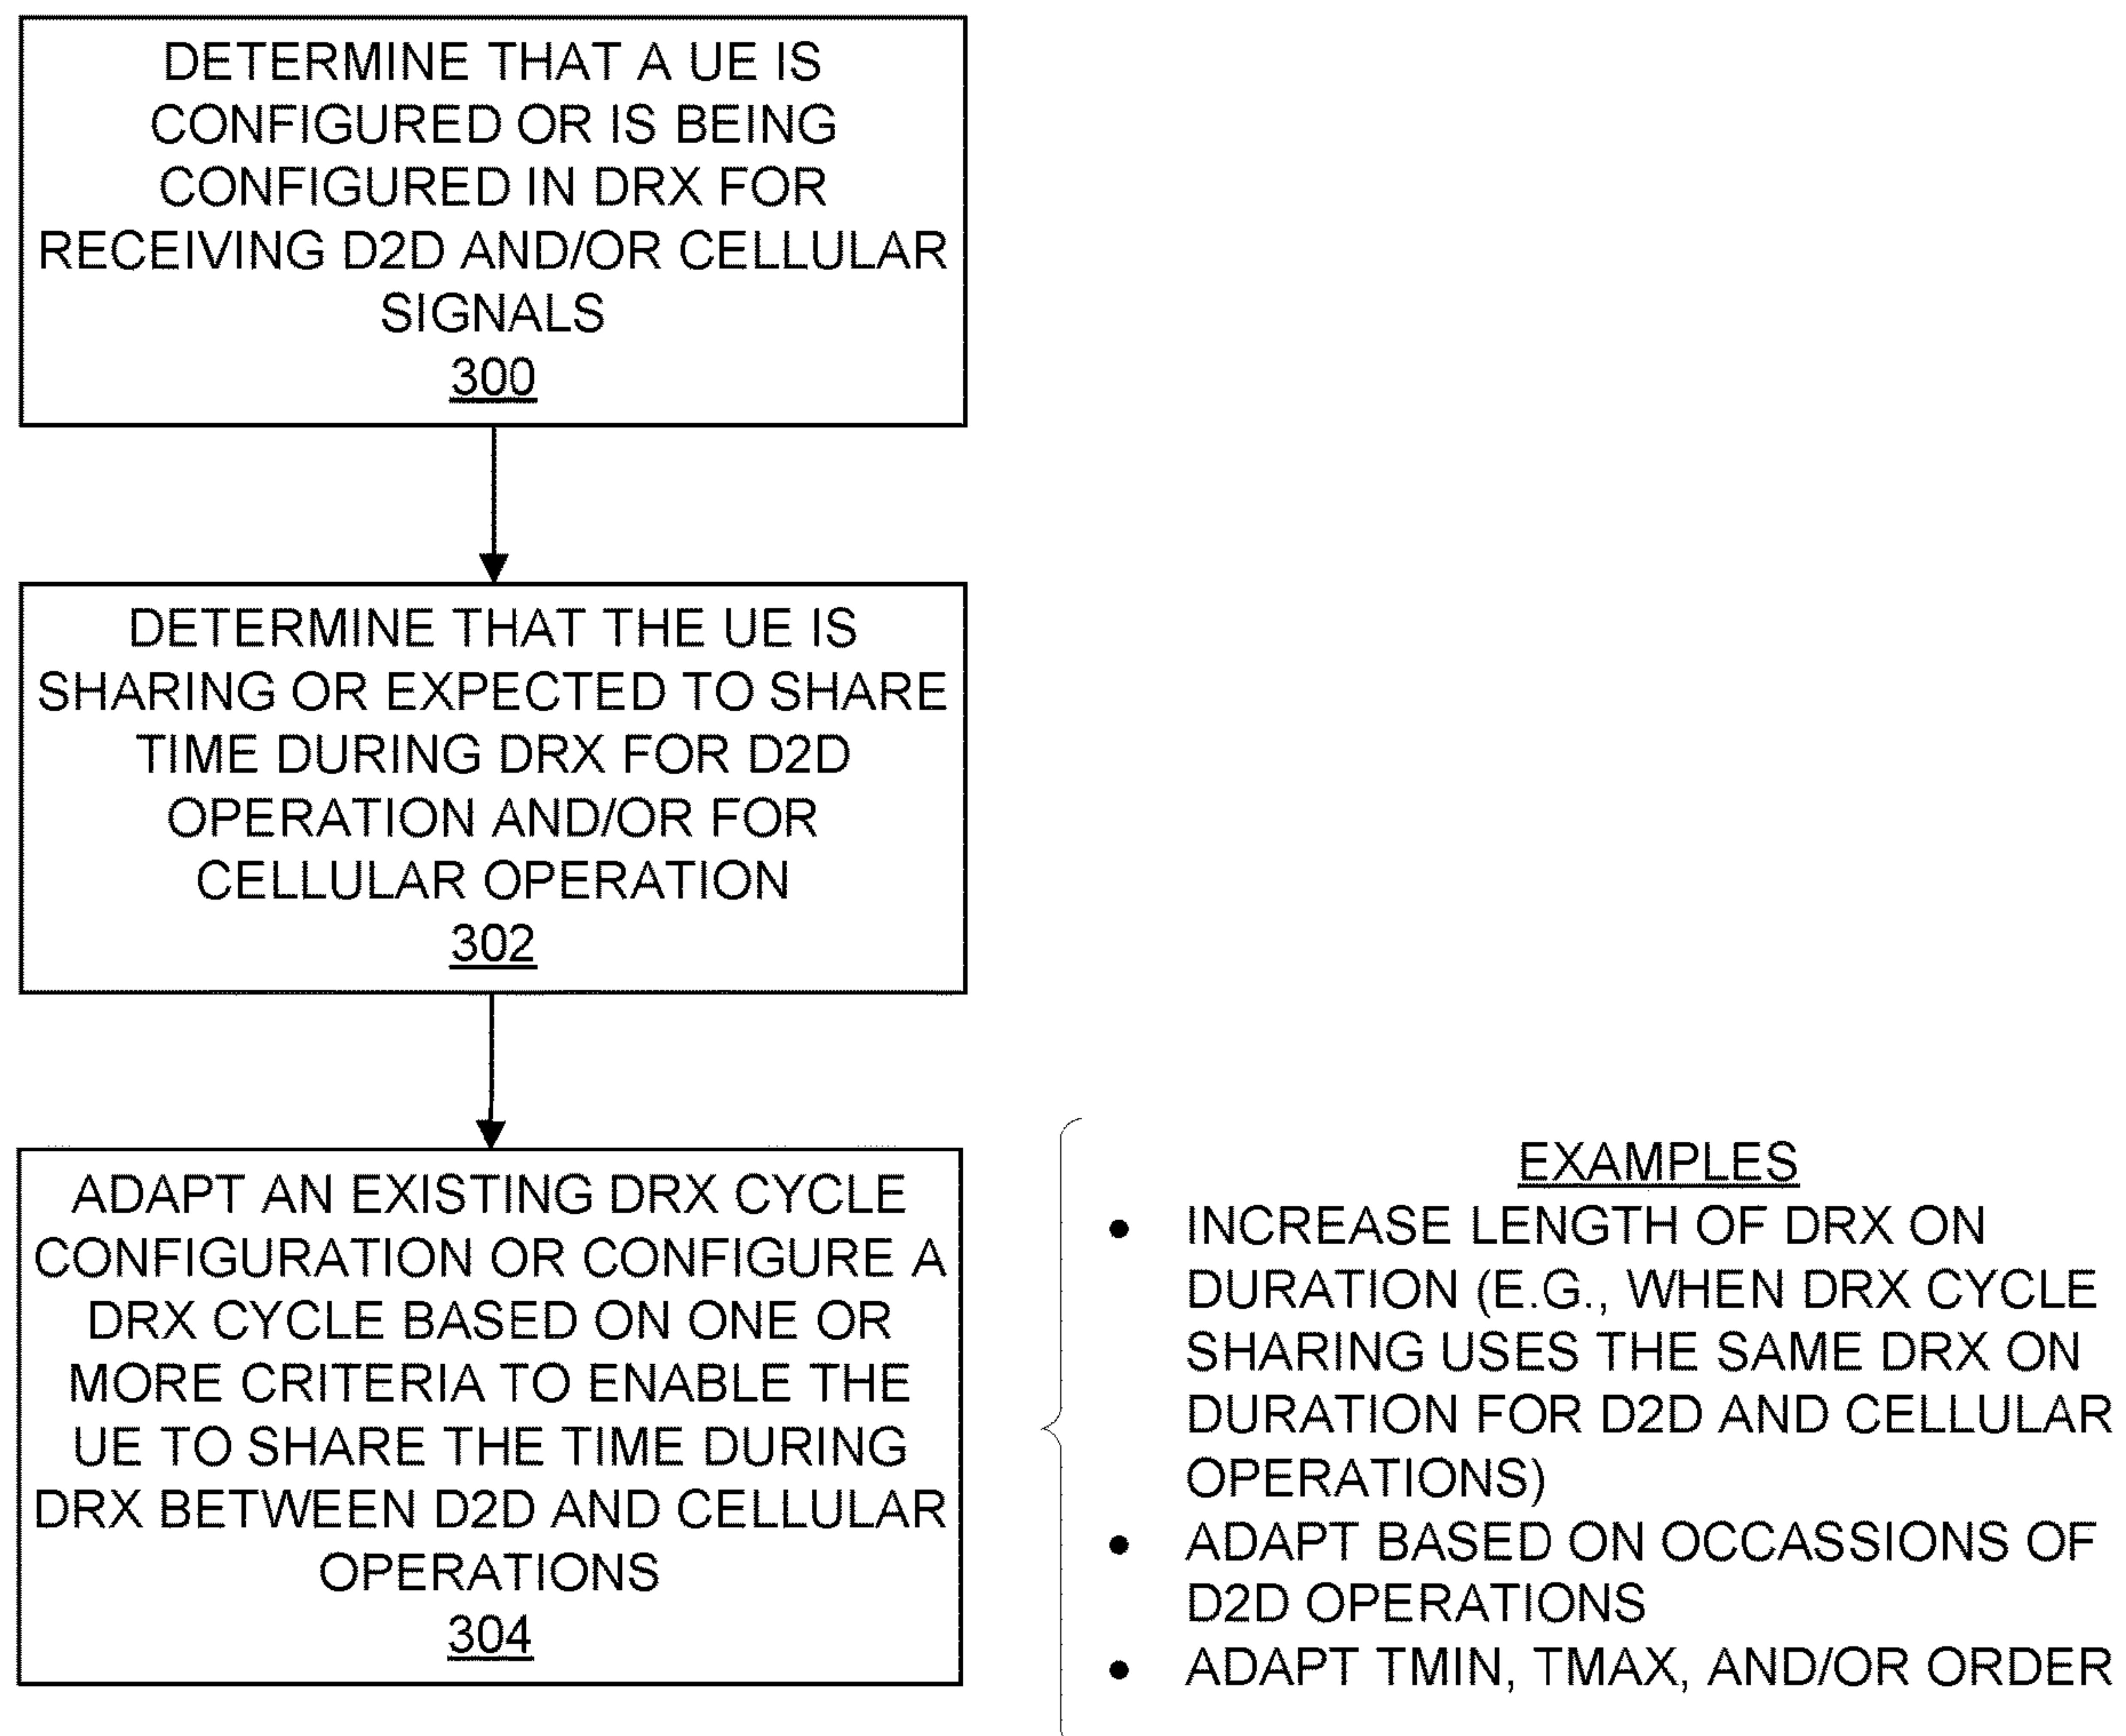 DETERMINE THAT A UE IS
CONFIGURED OR IS BEING
CONFIGURED IN DRX FOR
RECEIVING D2D AND/OR CELLULAR
SIGNALS
300
DETERMINE THAT THE UE IS
SHARING OR EXPECTED TO SHARE
TIME DURING DRX FOR D2D
OPERATION AND/OR FOR
CELLULAR OPERATION
302
ADAPT AN EXISTING DRX CYCLE
CONFIGURATION OR CONFIGURE A
DRX CYCLE BASED ON ONE OR
MORE CRITERIA TO ENABLE THE
UE TO SHARE THE TIME DURING
DRX BETWEEN D2D AND CELLULAR
OPERATIONS
304
EXAMPLES
• INCREASE LENGTH OF DRX ON
DURATION (E.G., WHEN DRX CYCLE
SHARING USES THE SAME DRX ON
DURATION FOR D2D AND CELLULAR
OPERATIONS)
• ADAPT BASED ON OCCASSIONS OF
D2D OPERATIONS
• ADAPT TMIN, TMAX, AND/OR ORDER